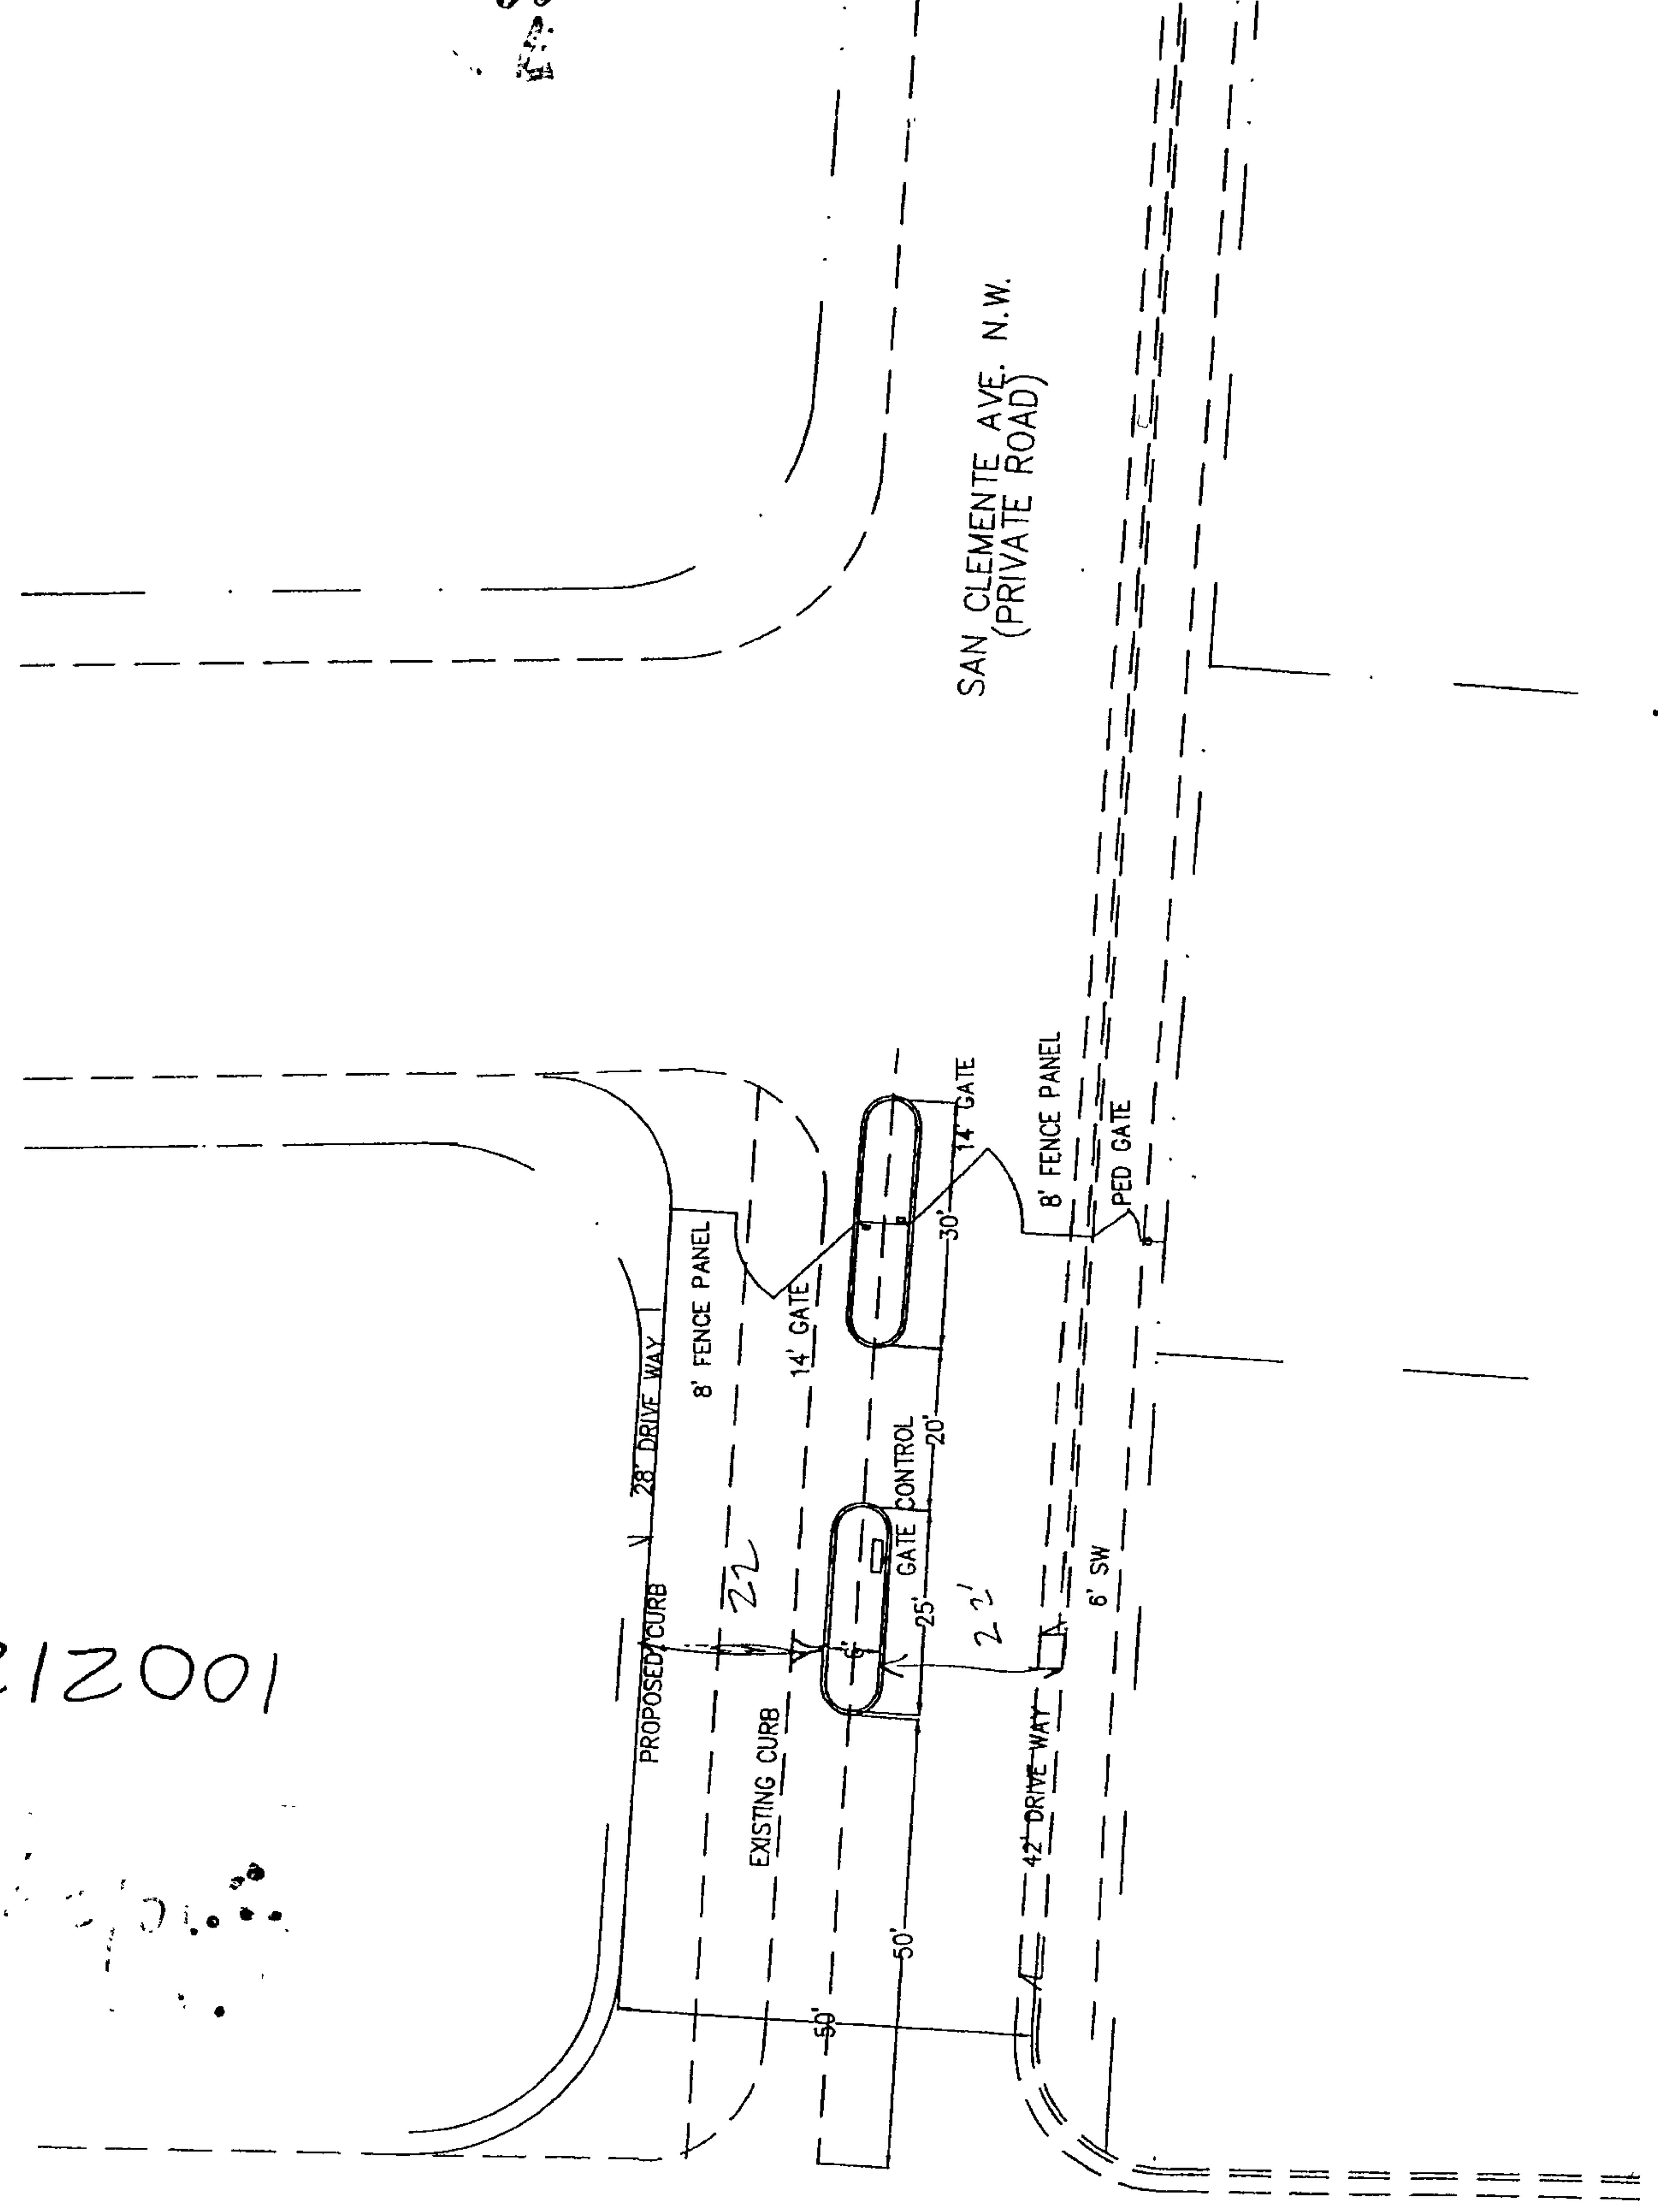 SAN CLEMENTE AVE. N.W.
(PRIVATE ROAD)
14' GATE
8' FENCE PANEL
PED GATE
30'
8' FENCE PANEL
14' GATE
28' DRIVE WAY
20'
GATE CONTROL
22
22'
25'
6' SW
6'
PROPOSED CURB
EXISTING CURB
42' DRIVE WAY
50'
50'